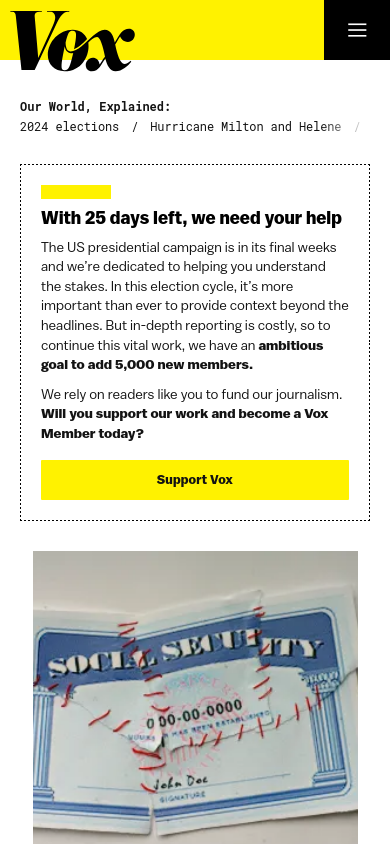 Vox
Our World, Explained:
2024 elections / Hurricane Milton and Helene /
With 25 days left, we need your help
The US presidential campaign is in its final weeks
and we’re dedicated to helping you understand
the stakes. In this election cycle, it’s more
important than ever to provide context beyond the
headlines. But in-depth reporting is costly, so to
continue this vital work, we have an ambitious
goal to add 5,000 new members.
We rely on readers like you to fund our journalism.
Will you support our work and become a Vox
Member today?
Support Vox
SOCIAL SECURITY
000-00-0000
HAS BEEN ESTABLISHED
John Doe
SIGNATURE